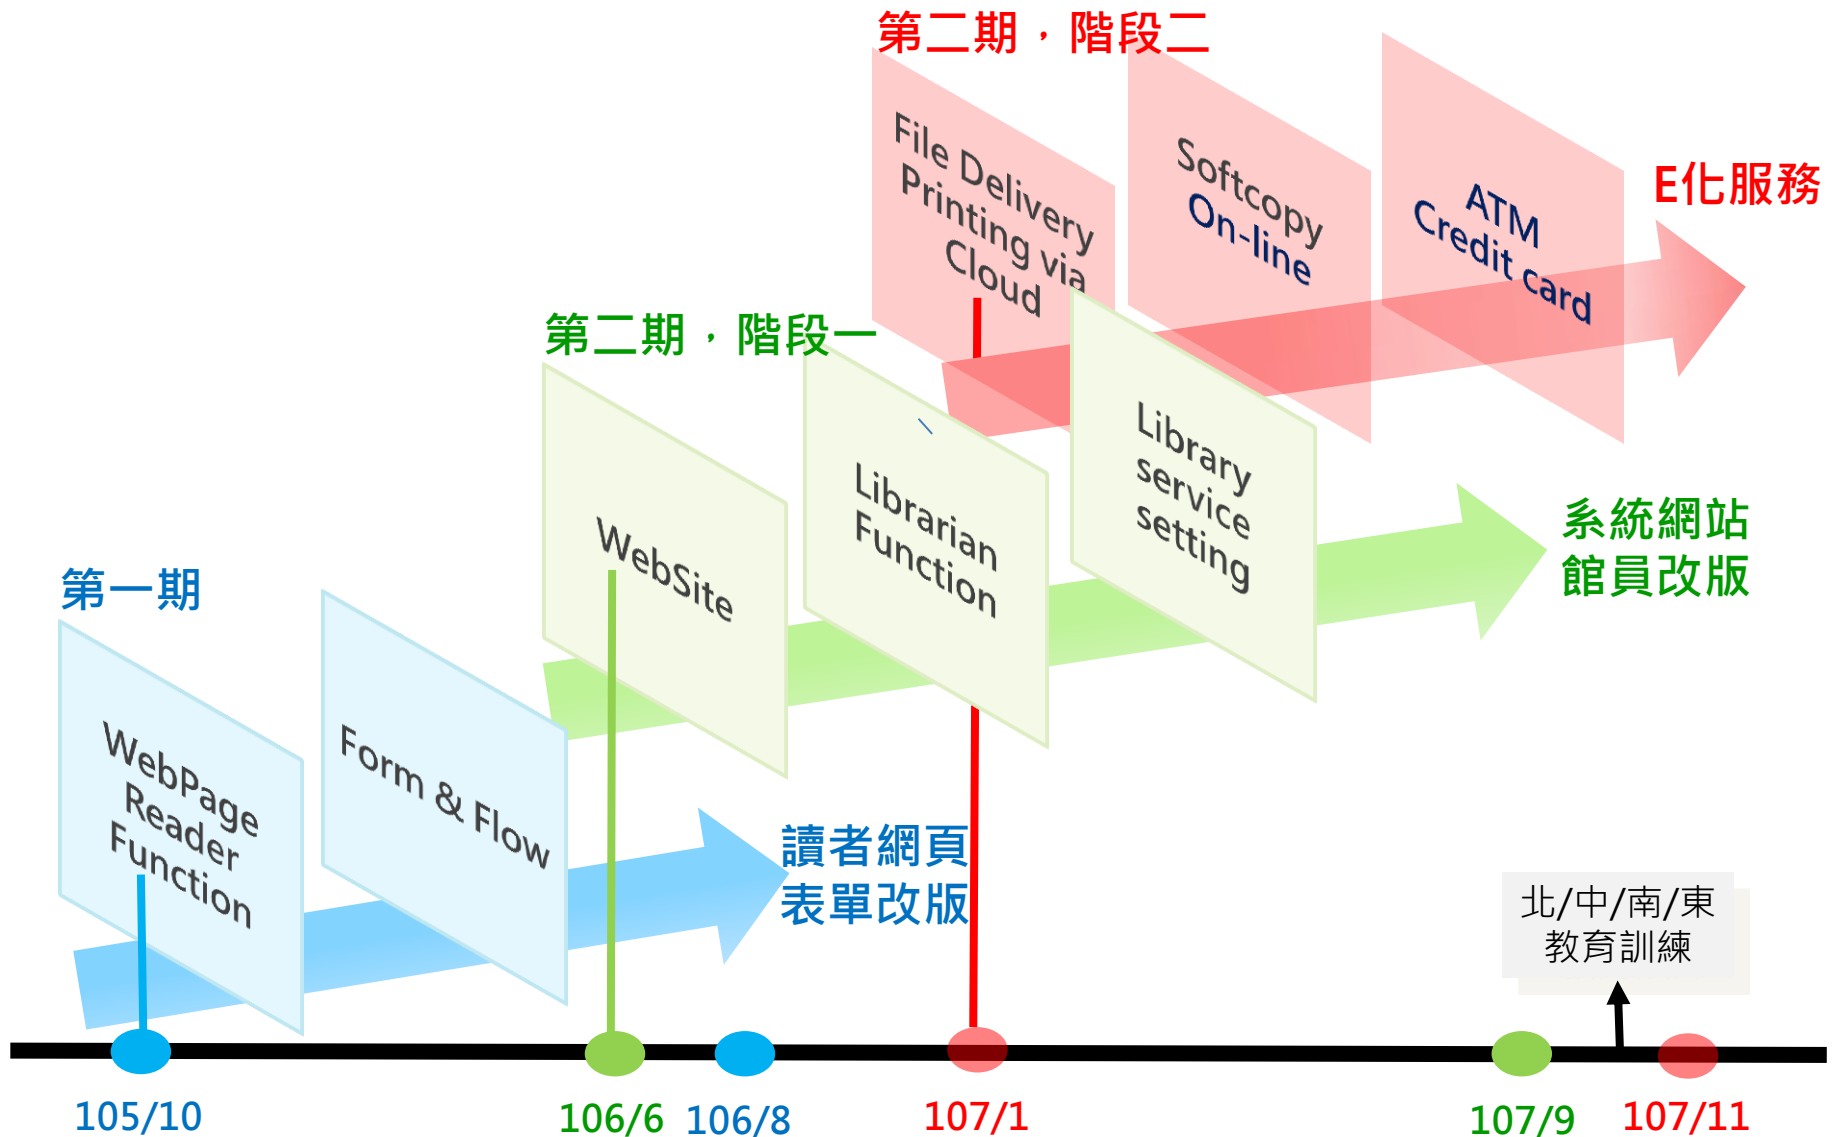 第二期，階段二
File Delivery
Printing via
Cloud
Softcopy
On-line
ATM
Credit card
E化服務
第二期，階段一
WebSite
Librarian
Function
Library
service
setting
系統網站
館員改版
第一期
WebPage
Reader
Function
Form & Flow
讀者網頁
表單改版
北/中/南/東
教育訓練
105/10
106/6
106/8
107/1
107/9
107/11